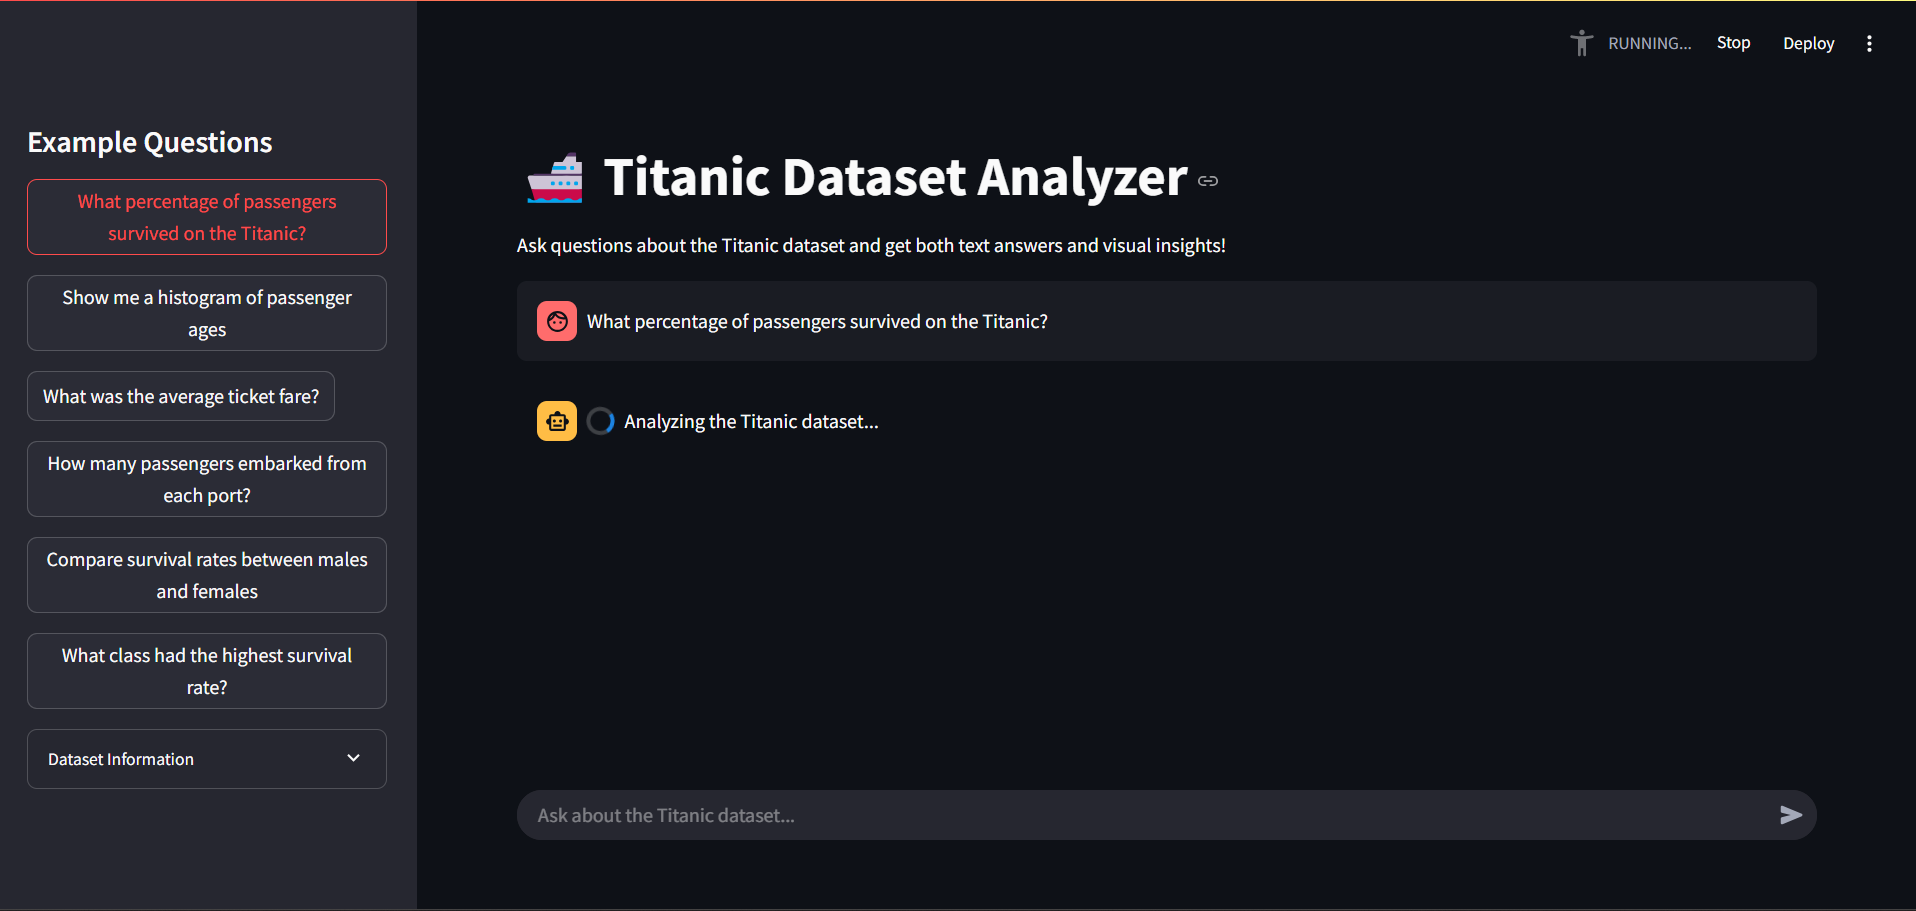 RUNNING...
Stop
Deploy
Example Questions
What percentage of passengers
survived on the Titanic?
Show me a histogram of passenger
ages
What was the average ticket fare?
How many passengers embarked from
each port?
Compare survival rates between males
and females
What class had the highest survival
rate?
Dataset Information
Titanic Dataset Analyzer
Ask questions about the Titanic dataset and get both text answers and visual insights!
What percentage of passengers survived on the Titanic?
Analyzing the Titanic dataset...
Ask about the Titanic dataset...